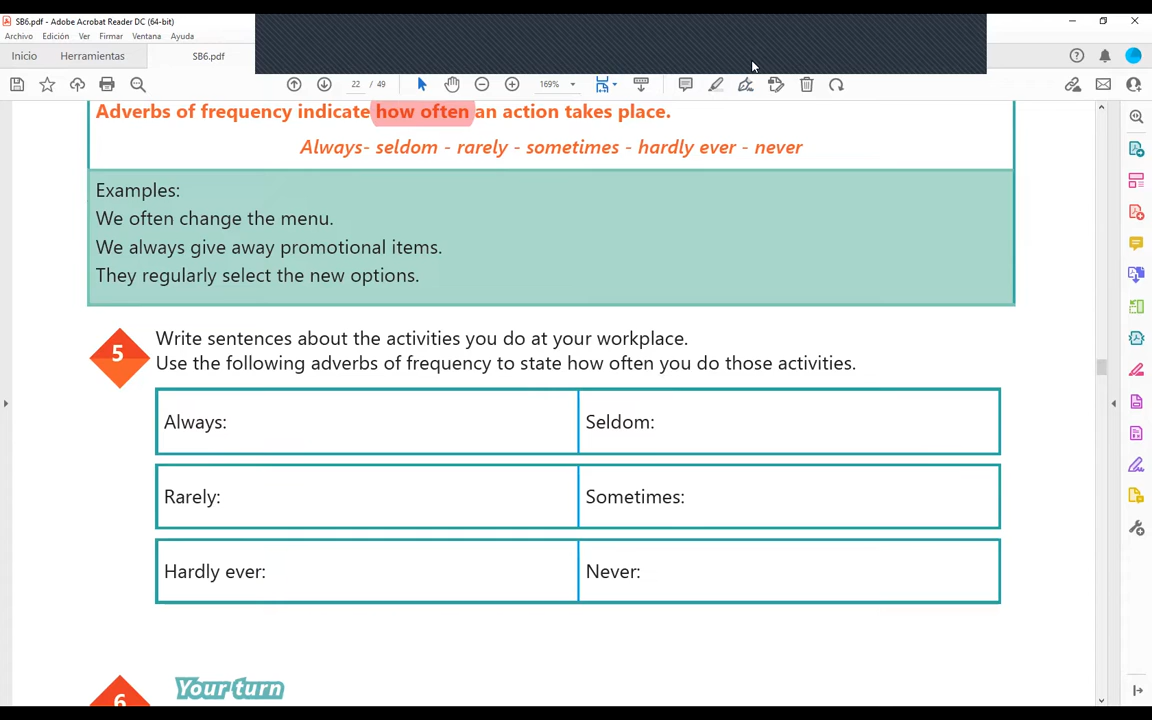 SB6.pdf - Adobe Acrobat Reader DC (64-bit)
Archivo Edición Ver Firmar Ventana Ayuda
Inicio Herramientas SB6.pdf
22 / 49 169%
Adverbs of frequency indicate how often an action takes place.
Always- seldom - rarely - sometimes - hardly ever - never
Examples:
We often change the menu.
We always give away promotional items.
They regularly select the new options.
5 Write sentences about the activities you do at your workplace.
Use the following adverbs of frequency to state how often you do those activities.
Always: Seldom:
Rarely: Sometimes:
Hardly ever: Never:
6 Your turn